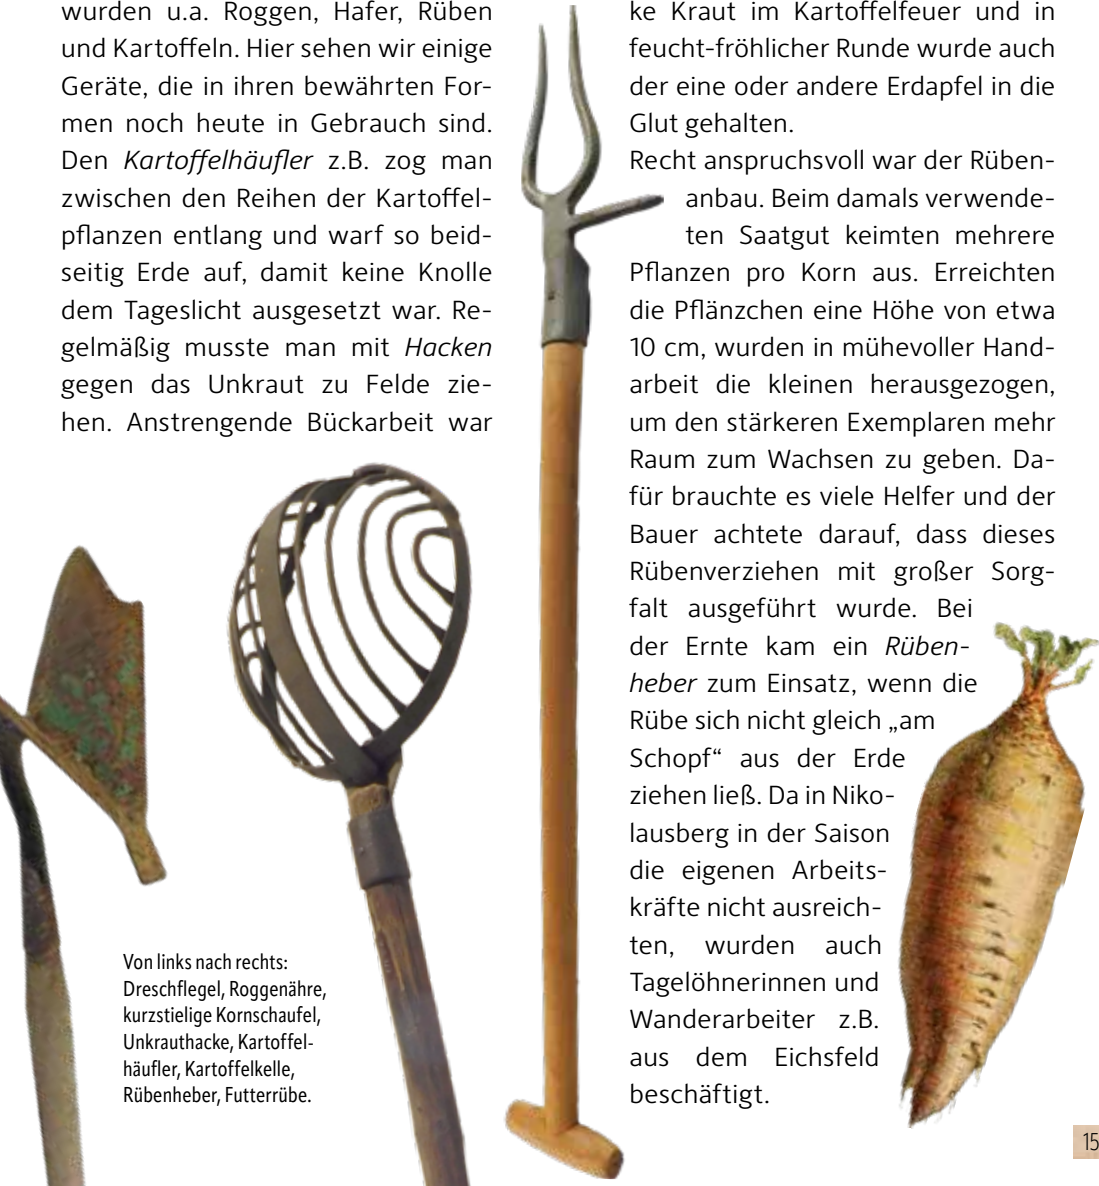 wurden u.a. Roggen, Hafer, Rüben
und Kartoffeln. Hier sehen wir einige
Geräte, die in ihren bewährten For-
men noch heute in Gebrauch sind.
Den Kartoffelhäufler z.B. zog man
zwischen den Reihen der Kartoffel-
pflanzen entlang und warf so beid-
seitig Erde auf, damit keine Knolle
dem Tageslicht ausgesetzt war. Re-
gelmäßig musste man mit Hacken
gegen das Unkraut zu Felde zie-
hen. Anstrengende Bückarbeit war
Von links nach rechts:
Dreschflegel, Roggenähre,
kurzstielige Kornschaufel,
Unkrauthacke, Kartoffel-
häufler, Kartoffelkelle,
Rübenheber, Futterrübe.
ke Kraut im Kartoffelfeuer und in
feucht-fröhlicher Runde wurde auch
der eine oder andere Erdapfel in die
Glut gehalten.
Recht anspruchsvoll war der Rüben-
anbau. Beim damals verwende-
ten Saatgut keimten mehrere
Pflanzen pro Korn aus. Erreichten
die Pflänzchen eine Höhe von etwa
10 cm, wurden in mühevoller Hand-
arbeit die kleinen herausgezogen,
um den stärkeren Exemplaren mehr
Raum zum Wachsen zu geben. Da-
für brauchte es viele Helfer und der
Bauer achtete darauf, dass dieses
Rübenverziehen mit großer Sorg-
falt ausgeführt wurde. Bei
der Ernte kam ein Rüben-
heber zum Einsatz, wenn die
Rübe sich nicht gleich „am
Schopf“ aus der Erde
ziehen ließ. Da in Niko-
lausberg in der Saison
die eigenen Arbeits-
kräfte nicht ausreich-
ten, wurden auch
Tagelöhnerinnen und
Wanderarbeiter z.B.
aus dem Eichsfeld
beschäftigt.
15